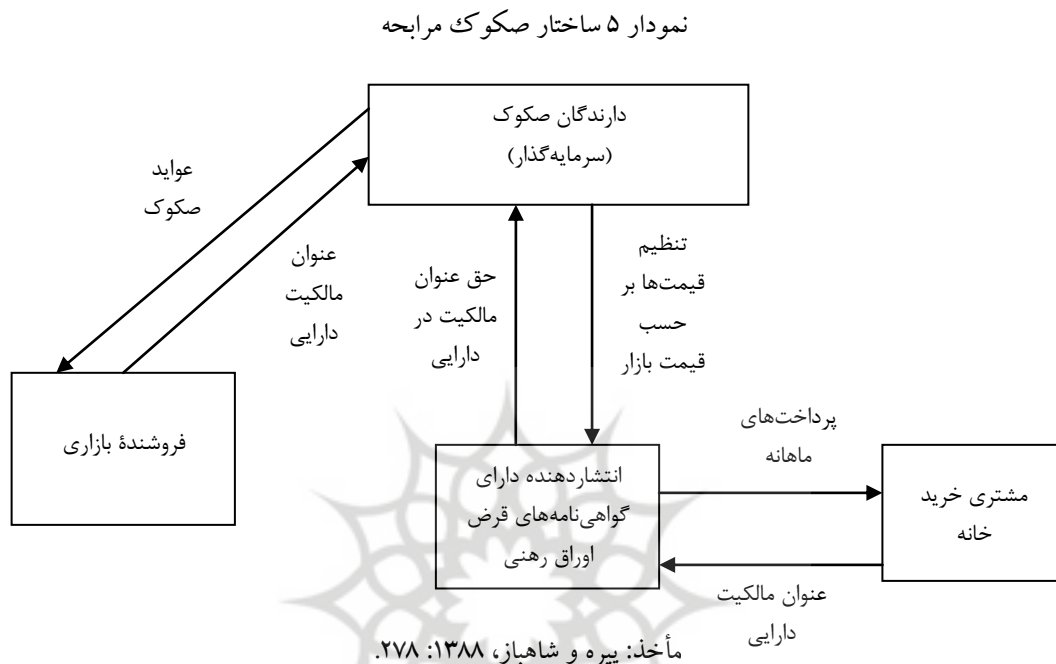 نمودار ۵ ساختار صکوک مرابحه
دارندگان صکوک
(سرمایه‌گذار)
عواید
صکوک
عنوان
مالکیت
دارایی
حق عنوان
مالکیت در
دارایی
تنظیم
قیمت‌ها بر
حسب
قیمت بازار
فروشندۀ بازاری
انتشاردهنده دارای
گواهی‌نامه‌های قرض
اوراق رهنی
پرداخت‌های
ماهانه
مشتری خرید
خانه
عنوان مالکیت
دارایی
مأخذ: پیره و شاهباز، ۱۳۸۸: ۲۷۸.